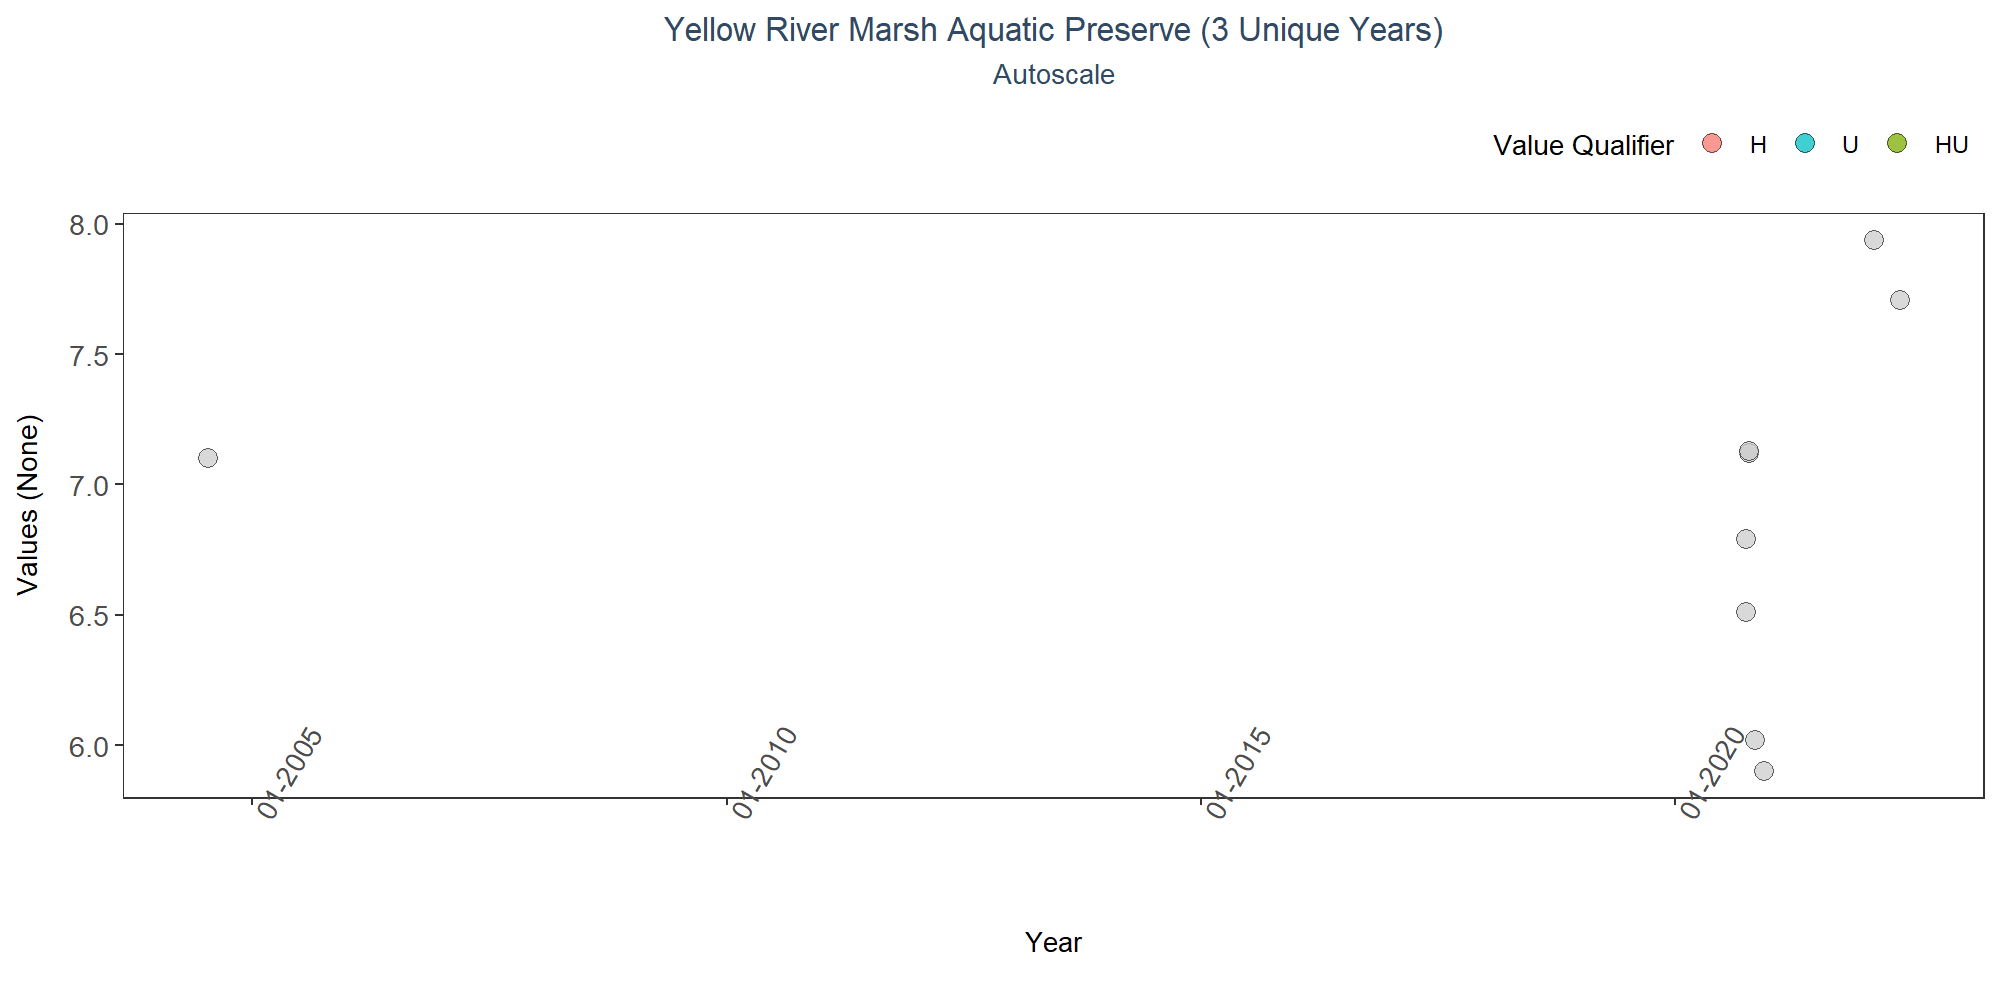 Yellow River Marsh Aquatic Preserve (3 Unique Years)
Autoscale
Value Qualifier H U HU
8.0
7.5
7.0
6.5
6.0
Values (None)
01-2005
01-2010
01-2015
01-2020
Year